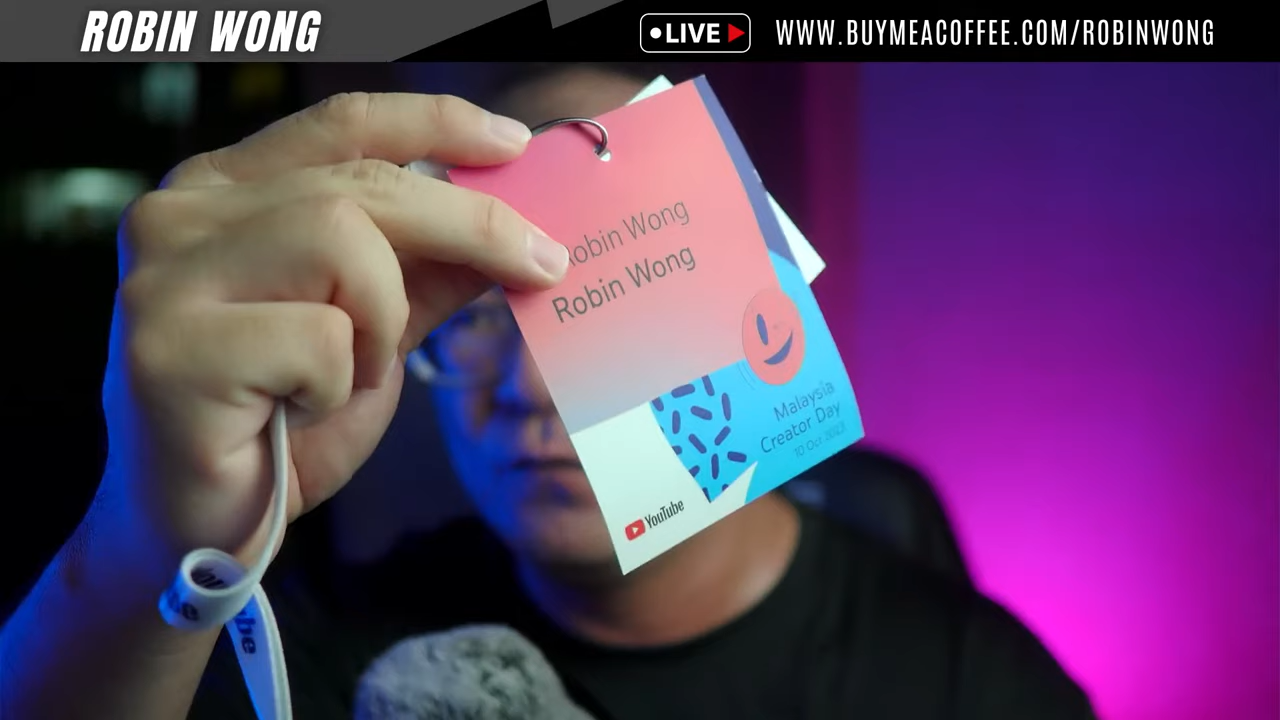 ROBIN WONG
LIVE
WWW.BUYMEACOFFEE.COM/ROBINWONG
Robin Wong
Robin Wong
Malaysia
Creator Day
10 Oct 2023
YouTube